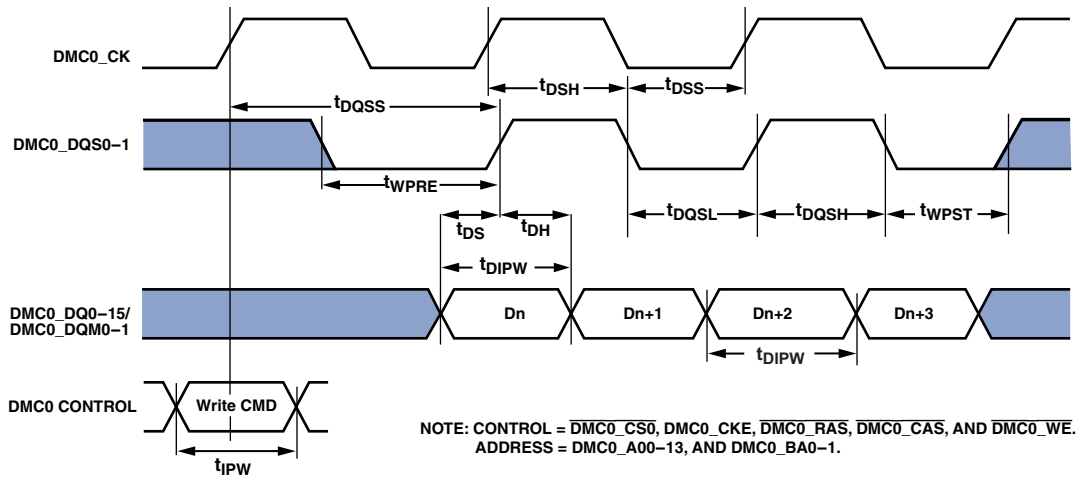 DMC0_CK
tDSH
tDSS
tDQSS
DMC0_DQS0–1
tWPRE
tDS
tDH
tDQSL
tDQSH
tWPST
tDIPW
DMC0_DQ0–15/
DMC0_DQM0–1
Dn
Dn+1
Dn+2
Dn+3
tDIPW
DMC0 CONTROL
Write CMD
tIPW
NOTE: CONTROL = DMC0_CS0, DMC0_CKE, DMC0_RAS, DMC0_CAS, AND DMC0_WE.
ADDRESS = DMC0_A00–13, AND DMC0_BA0–1.